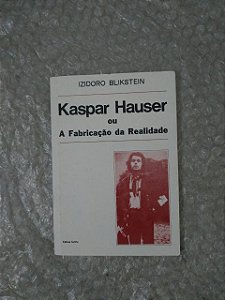 IZIDORO BLIKSTEIN
Kaspar Hauser
ou
A Fabricação da Realidade